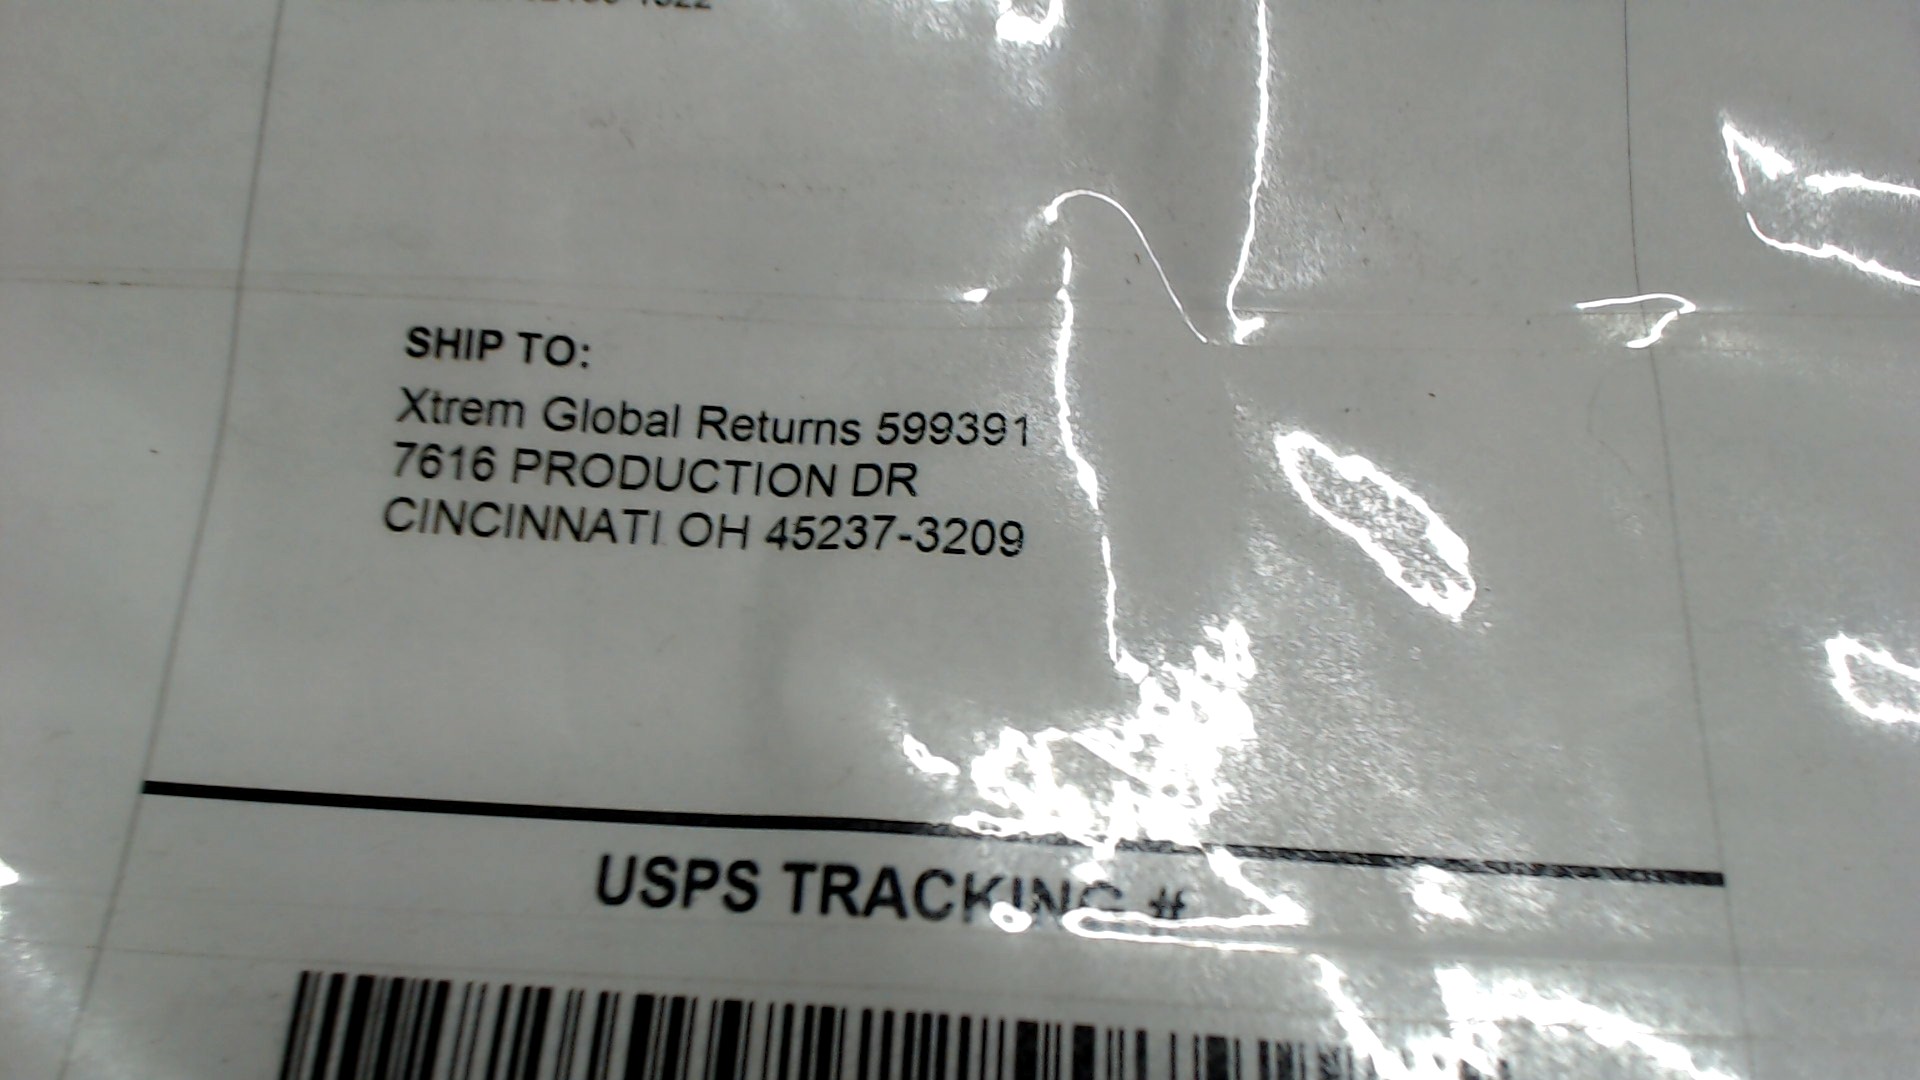 SHIP TO:
Xtrem Global Returns 599391
7616 PRODUCTION DR
CINCINNATI OH 45237-3209
USPS TRACKING #